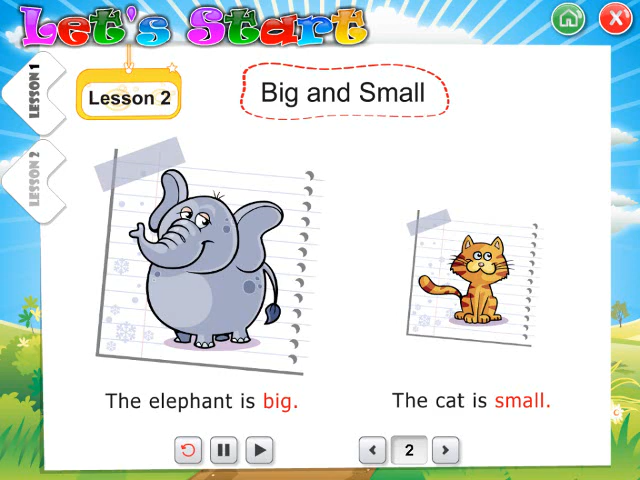 Let's Start
LESSON 1
Lesson 2
Big and Small
LESSON 2
The elephant is big.
The cat is small.
2